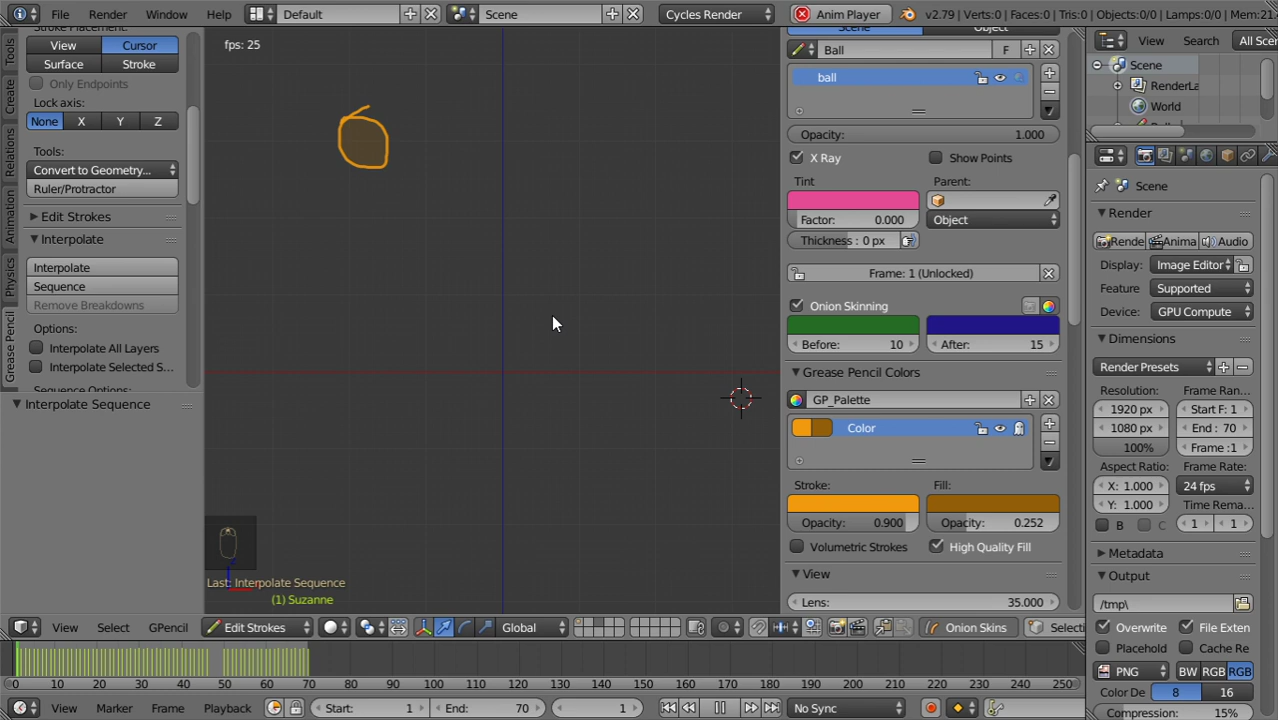 File Render Window Help Default Scene Cycles Render Anim Player v2.79 | Verts:0 | Faces:0 | Tris:0 | Objects:0/0 | Lamps:0/0 | Mem:21
View Cursor
Surface Stroke
Only Endpoints
Lock axis:
None X Y Z
Tools:
Convert to Geometry...
Ruler/Protractor
Edit Strokes
Interpolate
Interpolate
Sequence
Remove Breakdowns
Options:
Interpolate All Layers
Interpolate Selected S...
Interpolate Sequence
Tools
Create
Relations
Animation
Physics
Grease Pencil
fps: 25
Last: Interpolate Sequence
(1) Suzanne
Ball F
ball
Opacity: 1.000
X Ray Show Points
Tint Parent:
Factor: 0.000 Object
Thickness: 0 px
Frame: 1 (Unlocked)
Onion Skinning
Before: 10 After: 15
Grease Pencil Colors
GP_Palette
Color
Stroke: Fill:
Opacity: 0.900 Opacity: 0.252
Volumetric Strokes High Quality Fill
View
Lens: 35.000
View Search All Sce
Scene
RenderLa
World
Scene
Render
Rende Anima Audio
Display: Image Editor
Feature Supported
Device: GPU Compute
Dimensions
Render Presets
Resolution: Frame Ran...
1920 px Start F: 1
1080 px End : 70
100% Frame :1
Aspect Ratio: Frame Rate:
X: 1.000 24 fps
Y: 1.000 Time Rema...
B C 1 1
Metadata
Output
/tmp\
Overwrite File Exten
Placehold Cache Re
PNG BW RGB RGB
Color De 8 16
Compression: 15%
View Select GPencil Edit Strokes Global Onion Skins Selecti
0 10 20 30 40 50 60 70 80 90 100 110 120 130 140 150 160 170 180 190 200 210 220 230 240 250
View Marker Frame Playback Start: 1 End: 70 1 No Sync